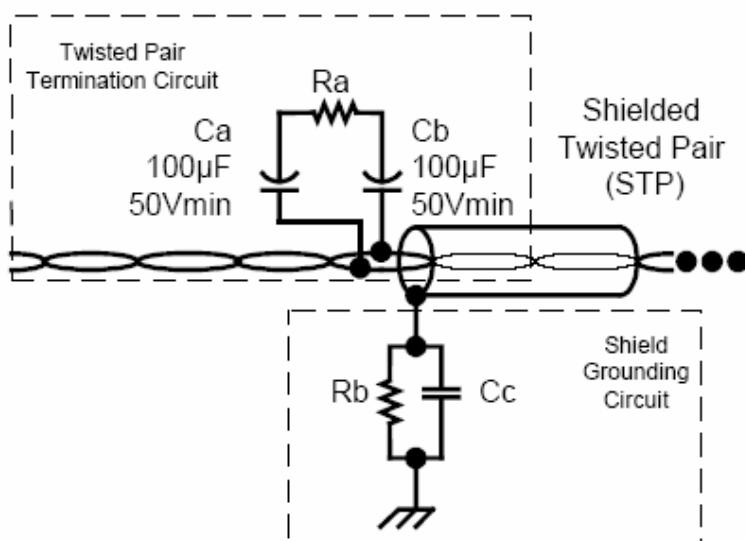 Twisted Pair
Termination Circuit
Ra
Ca
100µF
50Vmin
Cb
100µF
50Vmin
Shielded
Twisted Pair
(STP)
Rb
Cc
Shield
Grounding
Circuit